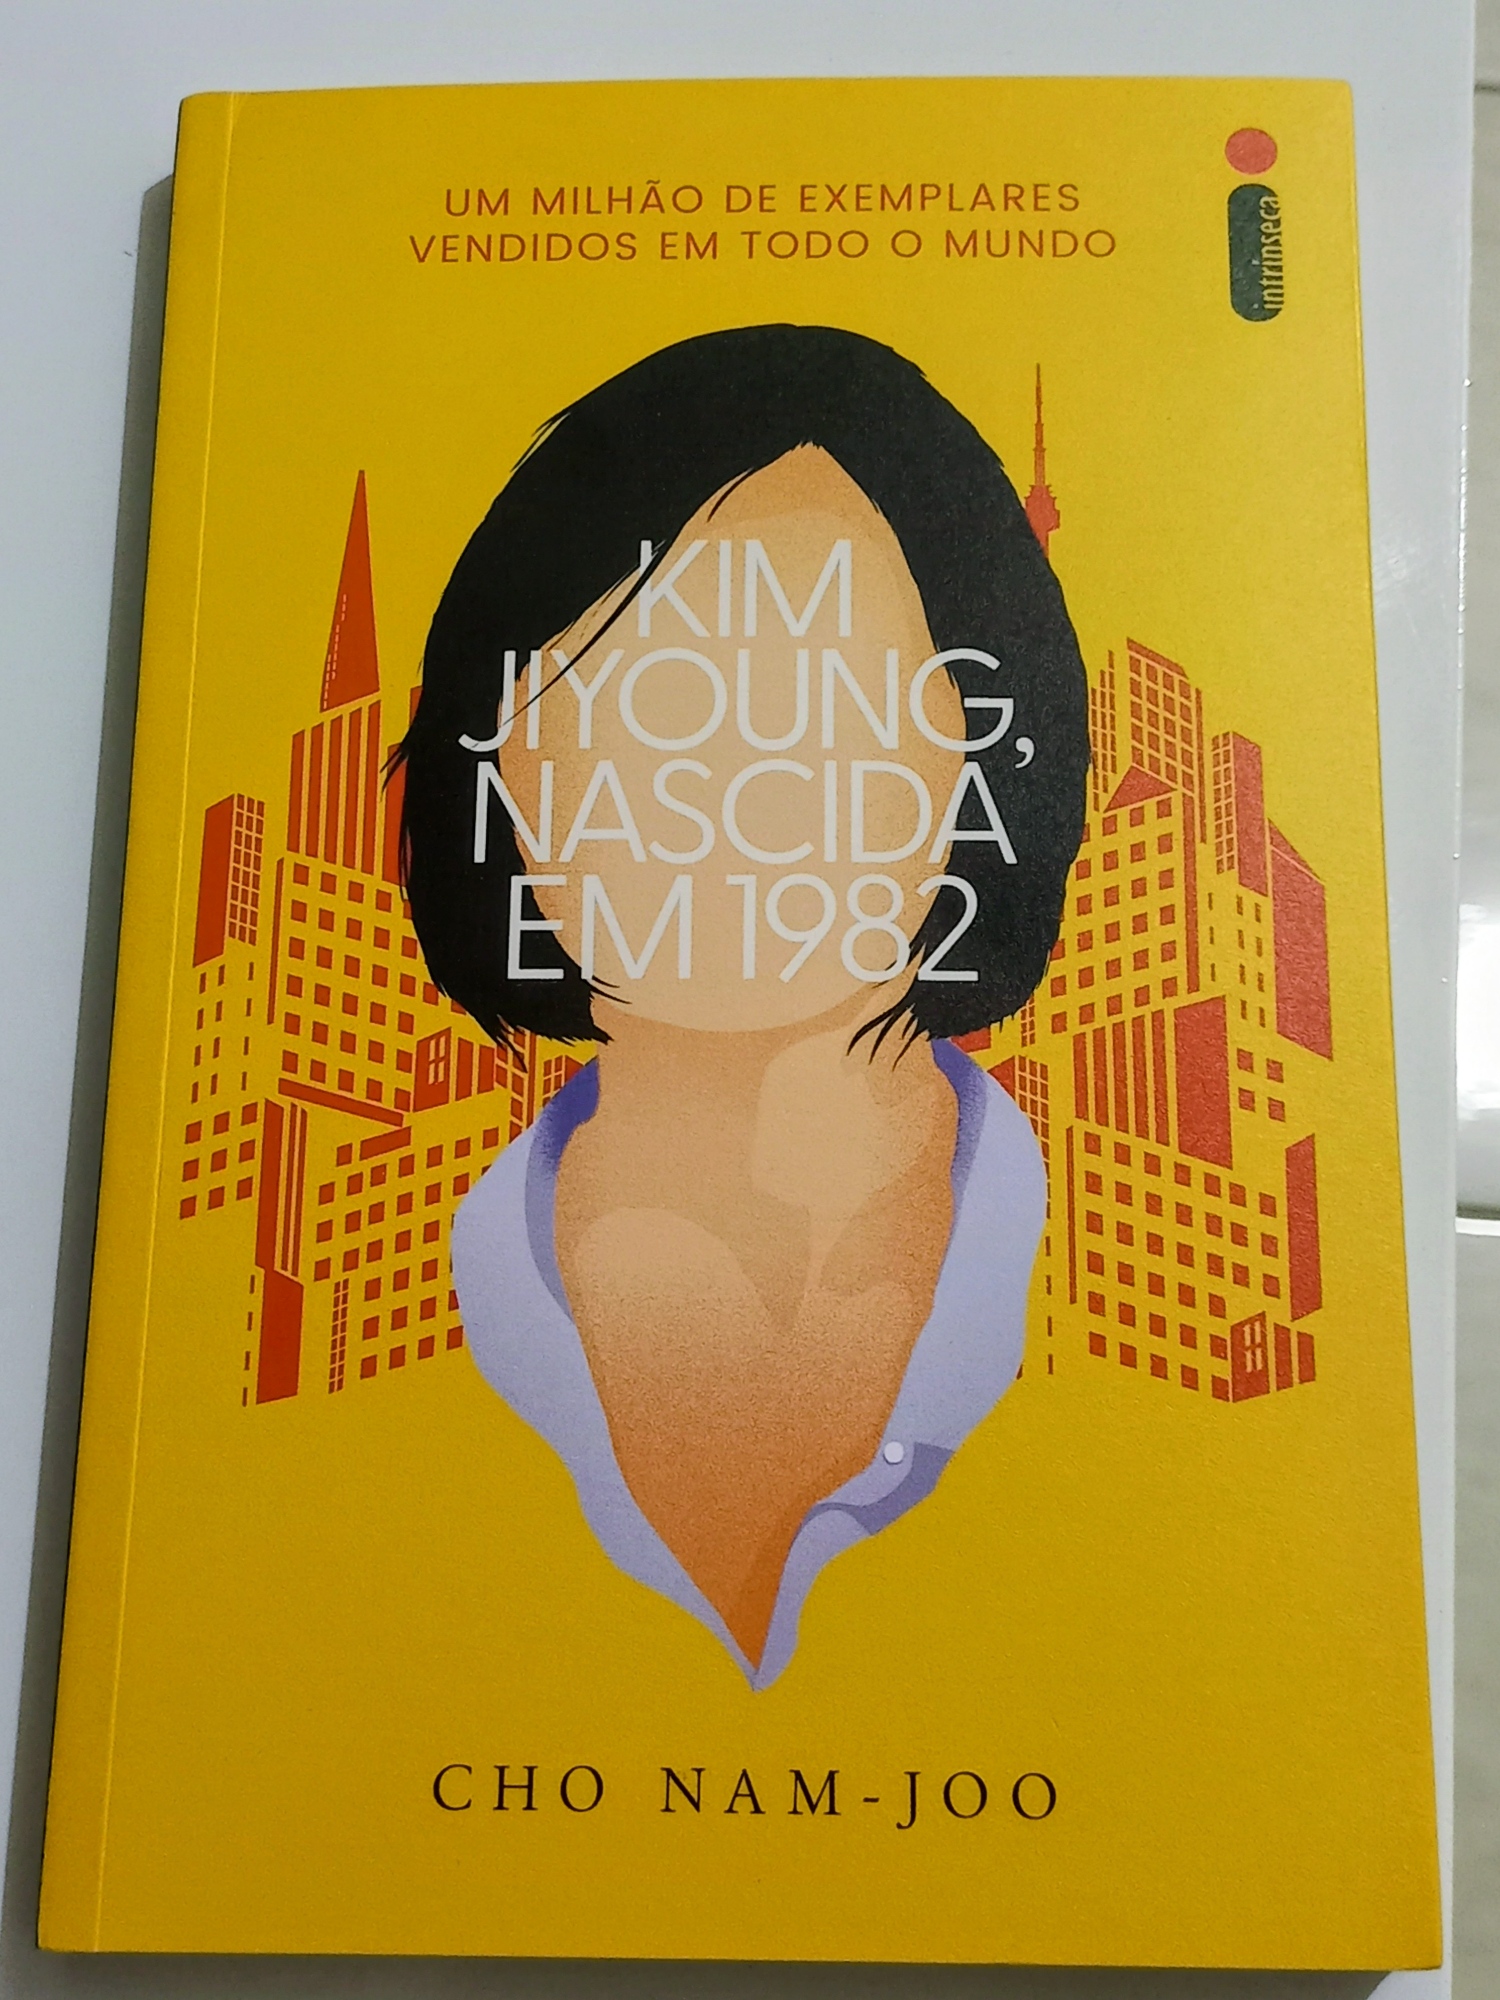 UM MILHÃO DE EXEMPLARES
VENDIDOS EM TODO O MUNDO
intrínseca
KIM
JIYOUNG,
NASCIDA
EM 1982
CHO NAM-JOO